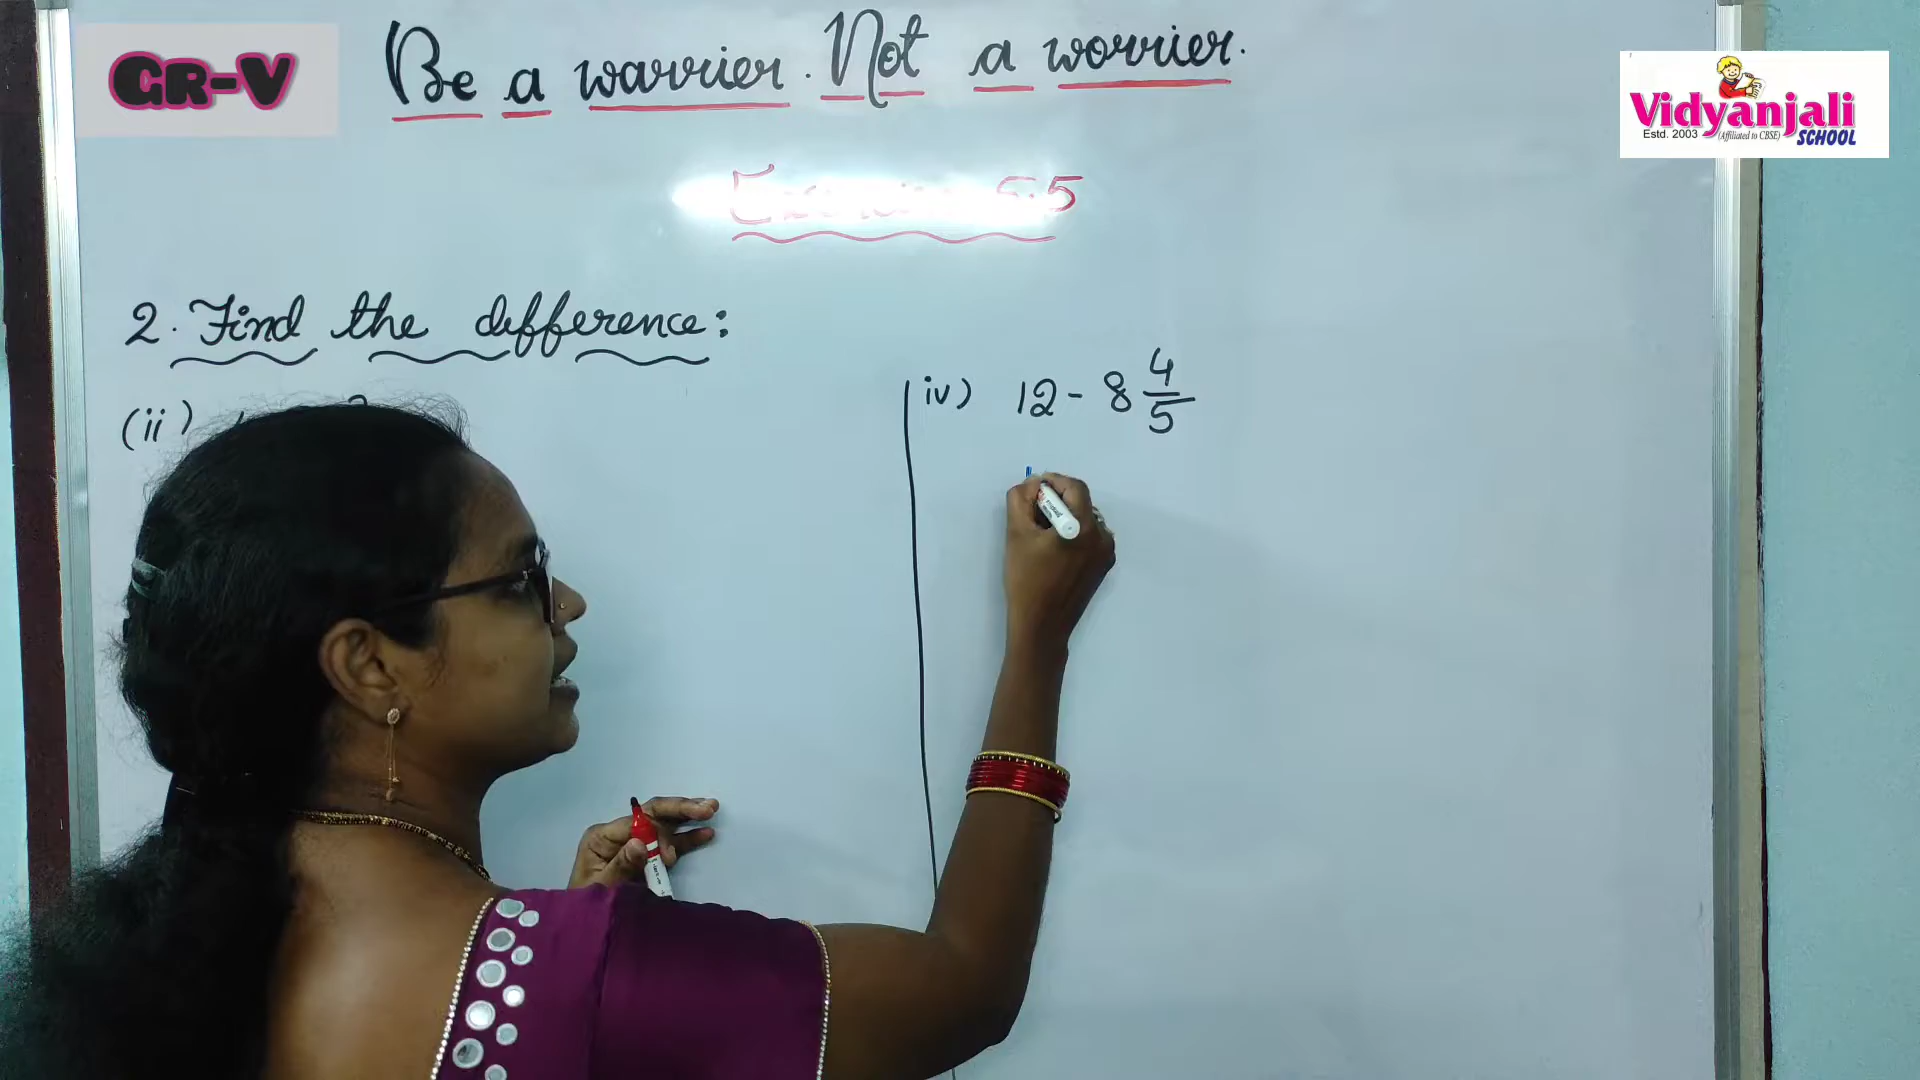 GR-V
Be a warrier. Not a worrier.
Vidyanjali
Estd. 2003 (Affiliated to CBSE) SCHOOL
5.5
2. Find the difference:
(ii)
iv) 12 - 8 4/5